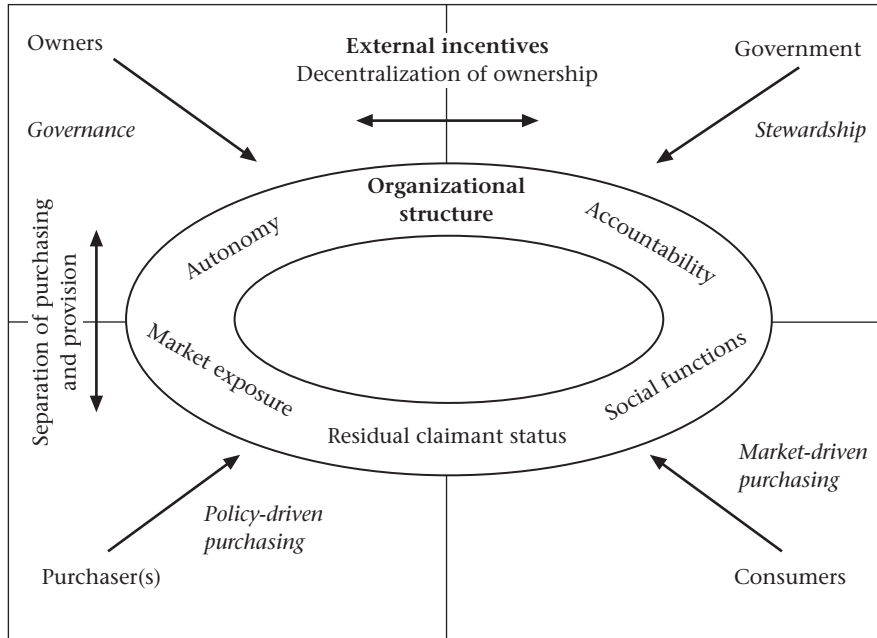 Owners
External incentives
Decentralization of ownership
Government
Governance
Stewardship
Organizational
structure
Autonomy
Accountability
Separation of purchasing
and provision
Market exposure
Social functions
Residual claimant status
Market-driven
purchasing
Policy-driven
purchasing
Purchaser(s)
Consumers